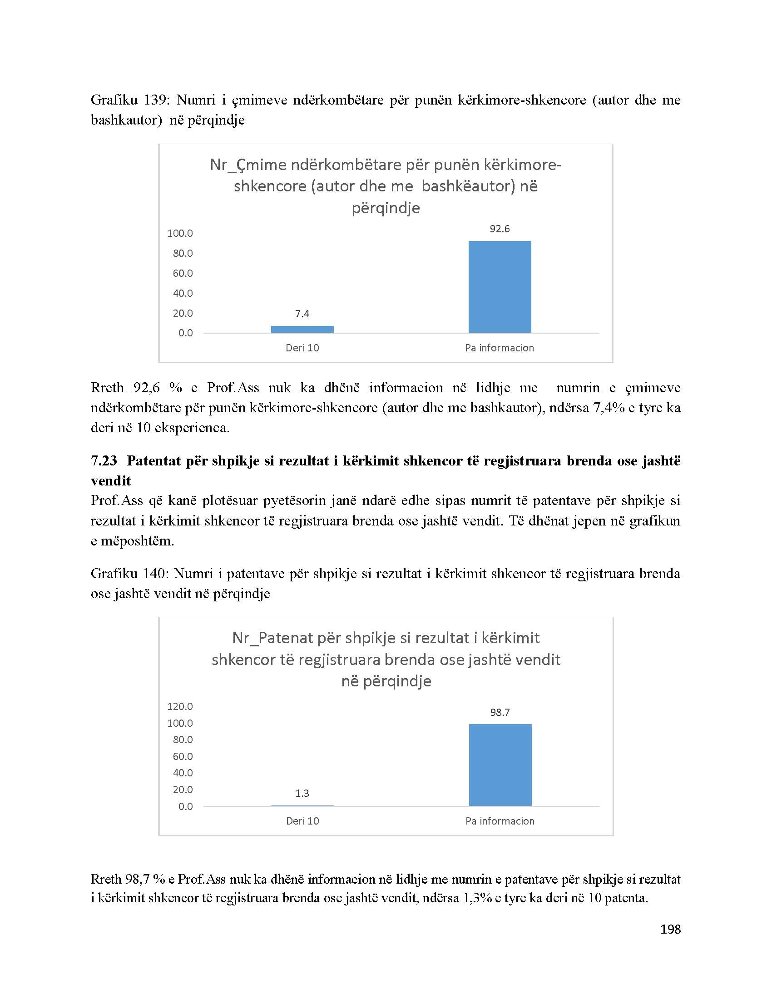 Grafiku 139: Numri i çmimeve ndërkombëtare për punën kërkimore-shkencore (autor dhe me
bashkautor) në përqindje
Nr_Çmime ndërkombëtare për punën kërkimore-
shkencore (autor dhe me bashkëautor) në
përqindje
100.0
80.0
60.0
40.0
20.0
0.0
7.4
92.6
Deri 10
Pa informacion
Rreth 92,6 % e Prof.Ass nuk ka dhënë informacion në lidhje me numrin e çmimeve
ndërkombëtare për punën kërkimore-shkencore (autor dhe me bashkautor), ndërsa 7,4% e tyre ka
deri në 10 eksperienca.
7.23 Patentat për shpikje si rezultat i kërkimit shkencor të regjistruara brenda ose jashtë
vendit
Prof.Ass që kanë plotësuar pyetësorin janë ndarë edhe sipas numrit të patentave për shpikje si
rezultat i kërkimit shkencor të regjistruara brenda ose jashtë vendit. Të dhënat jepen në grafikun
e mëposhtëm.
Grafiku 140: Numri i patentave për shpikje si rezultat i kërkimit shkencor të regjistruara brenda
ose jashtë vendit në përqindje
Nr_Patenat për shpikje si rezultat i kërkimit
shkencor të regjistruara brenda ose jashtë vendit
në përqindje
120.0
100.0
80.0
60.0
40.0
20.0
0.0
1.3
98.7
Deri 10
Pa informacion
Rreth 98,7 % e Prof.Ass nuk ka dhënë informacion në lidhje me numrin e patentave për shpikje si rezultat
i kërkimit shkencor të regjistruara brenda ose jashtë vendit, ndërsa 1,3% e tyre ka deri në 10 patenta.
198